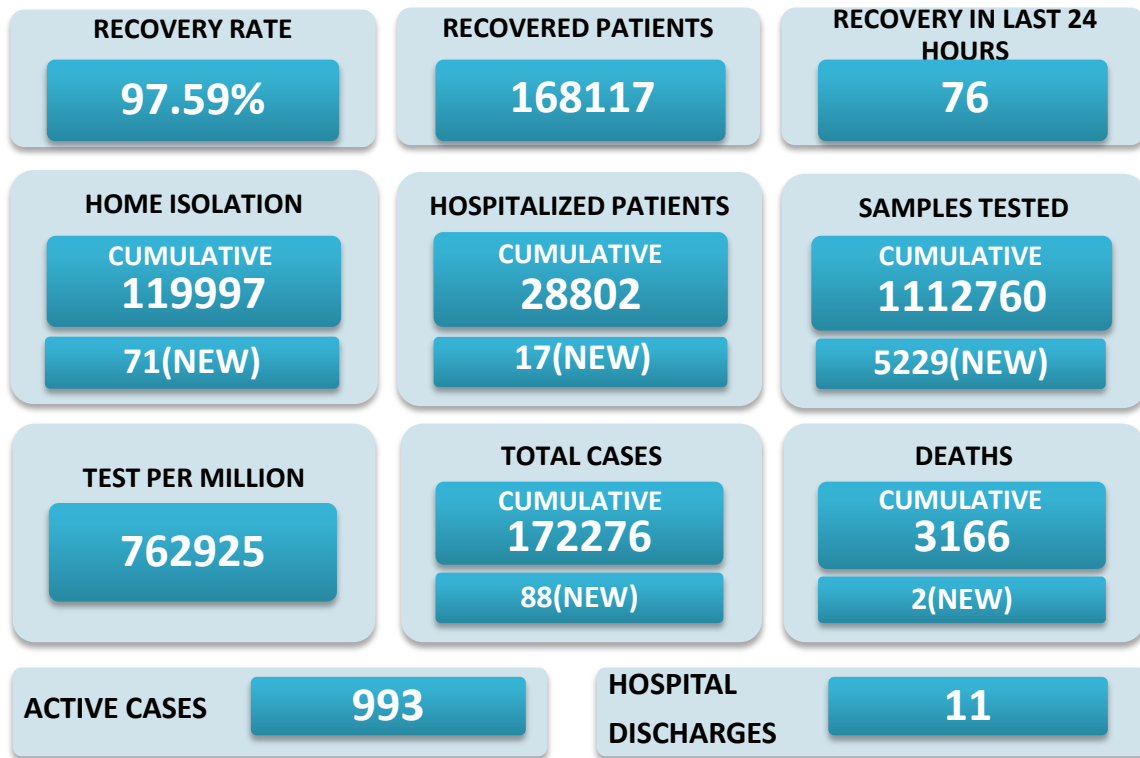 RECOVERY RATE
97.59%
RECOVERED PATIENTS
168117
RECOVERY IN LAST 24
HOURS
76
HOME ISOLATION
CUMULATIVE
119997
71(NEW)
HOSPITALIZED PATIENTS
CUMULATIVE
28802
17(NEW)
SAMPLES TESTED
CUMULATIVE
1112760
5229(NEW)
TEST PER MILLION
762925
TOTAL CASES
CUMULATIVE
172276
88(NEW)
DEATHS
CUMULATIVE
3166
2(NEW)
ACTIVE CASES
993
HOSPITAL
DISCHARGES
11